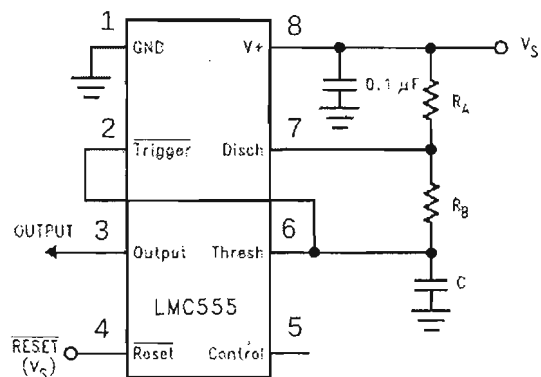 1
8
GND
V+
V_S
0.1 µF
R_A
2
7
Trigger
Disch
R_B
OUTPUT
3
6
Output
Thresh
C
LMC555
4
5
RESET
(V_S)
Reset
Control